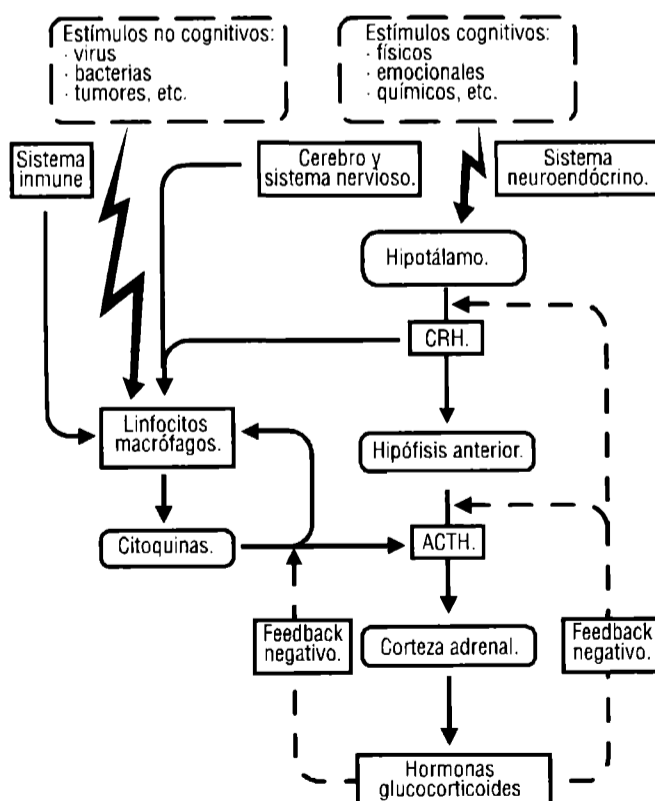 Estímulos no cognitivos:
· virus
· bacterias
· tumores, etc.
Estímulos cognitivos:
· físicos
· emocionales
· químicos, etc.
Sistema
inmune
Cerebro y
sistema nervioso.
Sistema
neuroendócrino.
Hipotálamo.
CRH.
Linfocitos
macrófagos.
Hipófisis anterior.
Citoquinas.
ACTH.
Feedback
negativo.
Corteza adrenal.
Feedback
negativo.
Hormonas
glucocorticoides